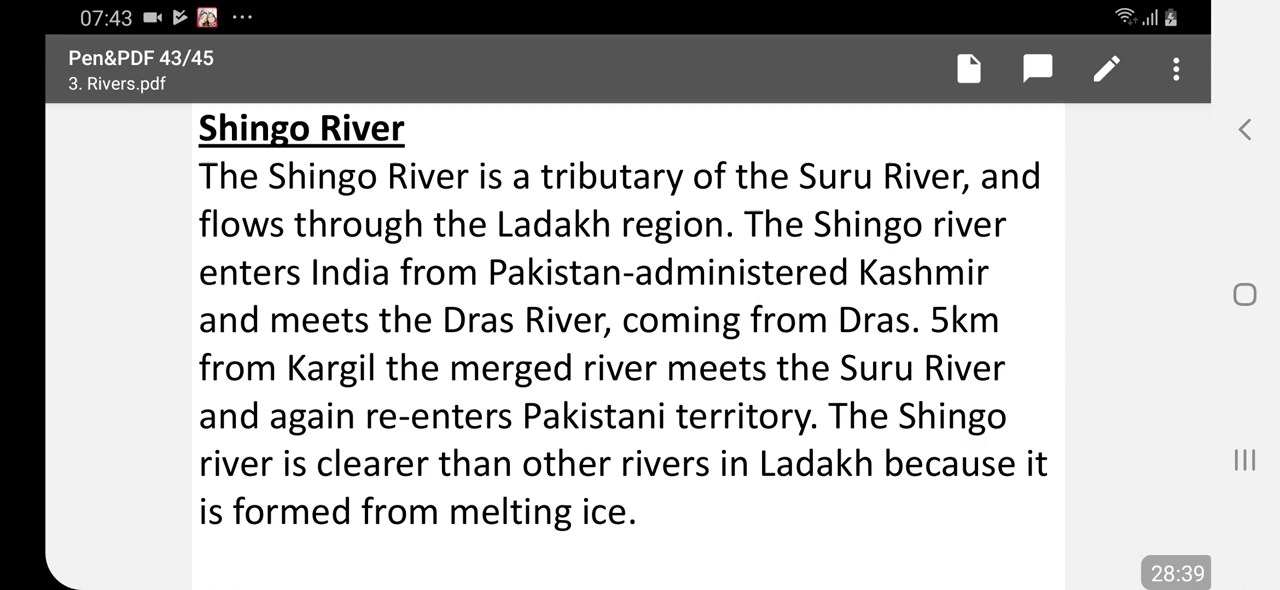 07:43
Pen&PDF 43/45
3. Rivers.pdf
Shingo River
The Shingo River is a tributary of the Suru River, and
flows through the Ladakh region. The Shingo river
enters India from Pakistan-administered Kashmir
and meets the Dras River, coming from Dras. 5km
from Kargil the merged river meets the Suru River
and again re-enters Pakistani territory. The Shingo
river is clearer than other rivers in Ladakh because it
is formed from melting ice.
28:39